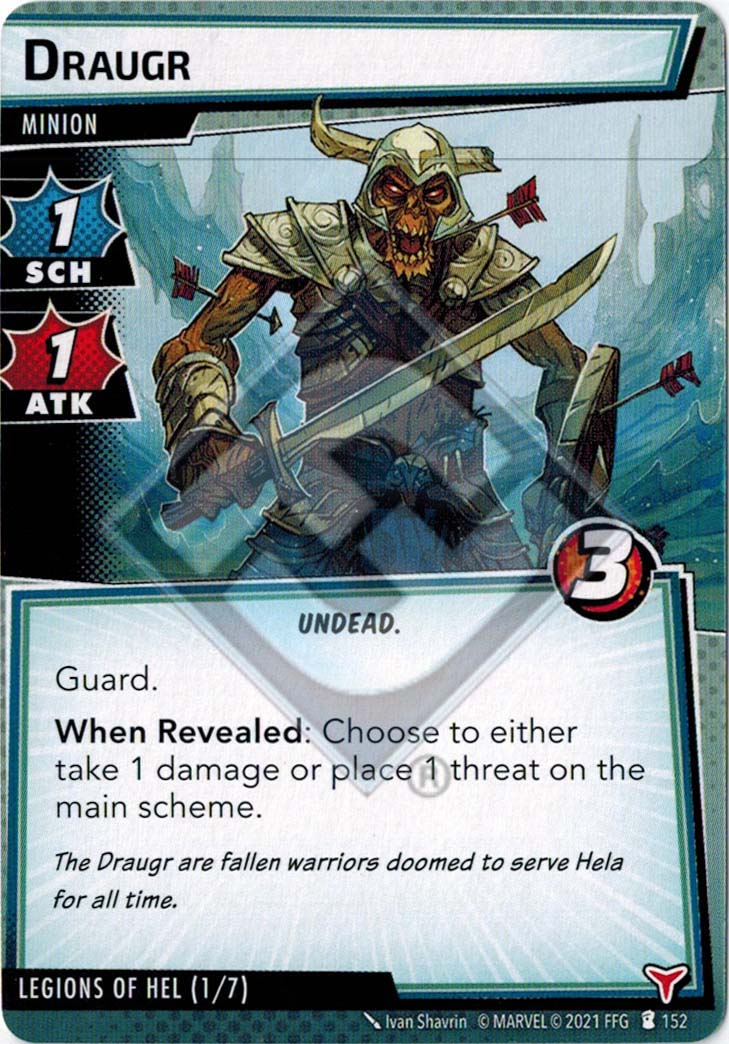 DRAUGR
MINION
1
SCH
1
ATK
3
UNDEAD.
Guard.
When Revealed: Choose to either
take 1 damage or place 1 threat on the
main scheme.
The Draugr are fallen warriors doomed to serve Hela
for all time.
LEGIONS OF HEL (1/7)
Ivan Shavrin © MARVEL © 2021 FFG 152
®